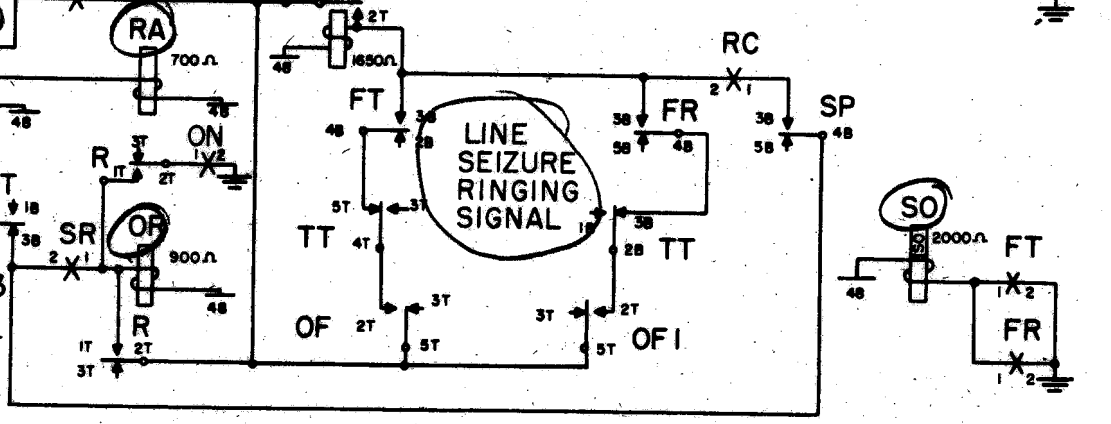 RA
700Ω
48
48
3T
ON
R
1T
1 2
2T
T
1B
3B
SR
2 1
OR
900Ω
48
R
1T
2T
3T
2T
1650Ω
48
FT
48
3B
2B
LINE
SEIZURE
RINGING
SIGNAL
5T
3T
TT
4T
3T
2T
OF
5T
RC
2 1
3B
FR
5B
4B
3B
SP
4B
5B
1B
3B
TT
2B
3T
2T
OF1
5T
SO
ISO
2000Ω
48
FT
1 2
FR
1 2